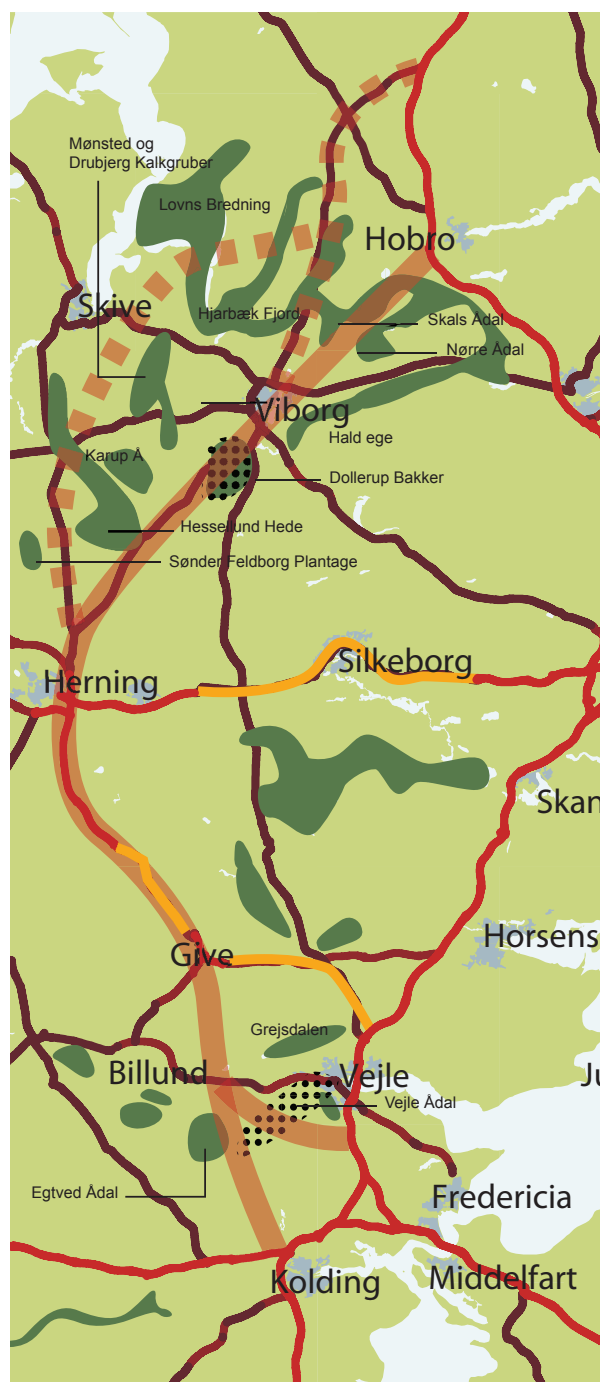 Mønsted og
Drubjerg Kalkgruber
Lovns Bredning
Hobro
Skive
Hjarbæk Fjord
Skals Ådal
Nørre Ådal
Viborg
Hald ege
Karup Å
Dollerup Bakker
Hessellund Hede
Sønder Feldborg Plantage
Silkeborg
Herning
Skan
Horsens
Give
Grejsdalen
Billund
Vejle
Ju
Vejle Ådal
Egtved Ådal
Fredericia
Kolding
Middelfart